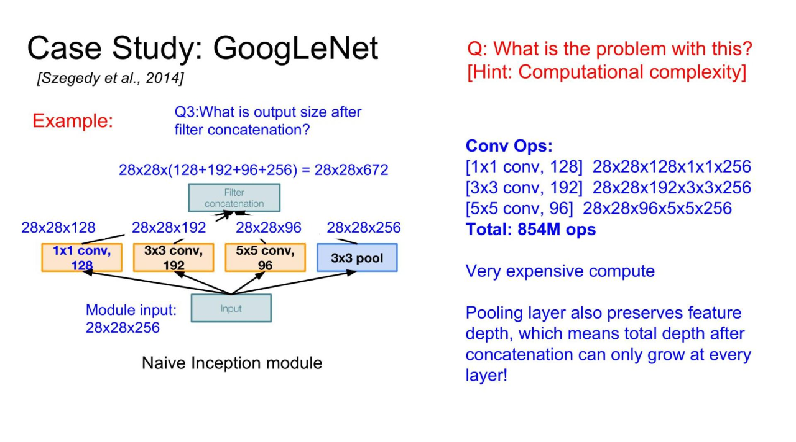 Case Study: GoogLeNet
[Szegedy et al., 2014]
Example:
Q3:What is output size after
filter concatenation?
28x28x(128+192+96+256) = 28x28x672
Filter
concatenation
28x28x128
28x28x192
28x28x96
28x28x256
1x1 conv,
128
3x3 conv,
192
5x5 conv,
96
3x3 pool
Module input:
28x28x256
Input
Naive Inception module
Q: What is the problem with this?
[Hint: Computational complexity]
Conv Ops:
[1x1 conv, 128] 28x28x128x1x1x256
[3x3 conv, 192] 28x28x192x3x3x256
[5x5 conv, 96] 28x28x96x5x5x256
Total: 854M ops
Very expensive compute
Pooling layer also preserves feature
depth, which means total depth after
concatenation can only grow at every
layer!